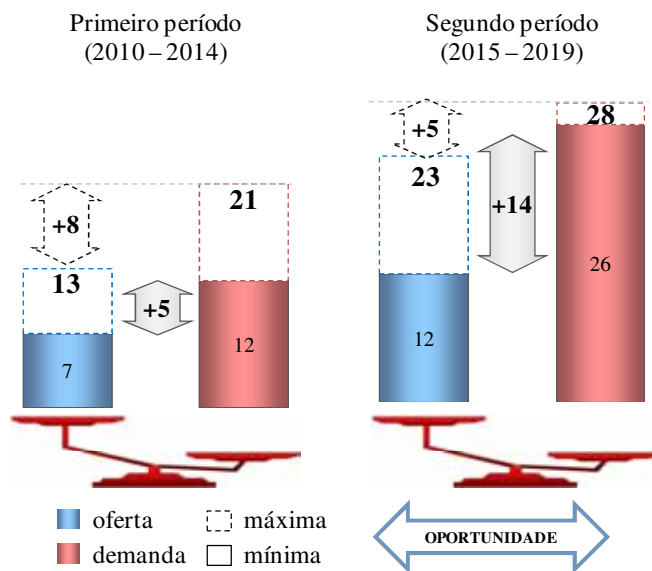 Primeiro período
(2010 – 2014)
+8
13
7
+5
21
12
Segundo período
(2015 – 2019)
+5
23
12
+14
28
26
oferta
máxima
demanda
mínima
OPORTUNIDADE